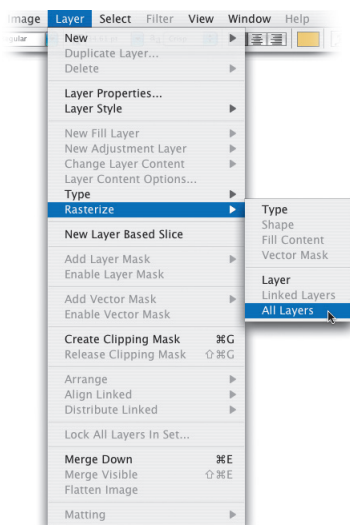 Image Layer Select Filter View Window Help
New
Duplicate Layer...
Delete
Layer Properties...
Layer Style
New Fill Layer
New Adjustment Layer
Change Layer Content
Layer Content Options...
Type
Rasterize
New Layer Based Slice
Add Layer Mask
Enable Layer Mask
Add Vector Mask
Enable Vector Mask
Create Clipping Mask ⌘G
Release Clipping Mask ⇧⌘G
Arrange
Align Linked
Distribute Linked
Lock All Layers In Set...
Merge Down ⌘E
Merge Visible ⇧⌘E
Flatten Image
Matting
Type
Shape
Fill Content
Vector Mask
Layer
Linked Layers
All Layers